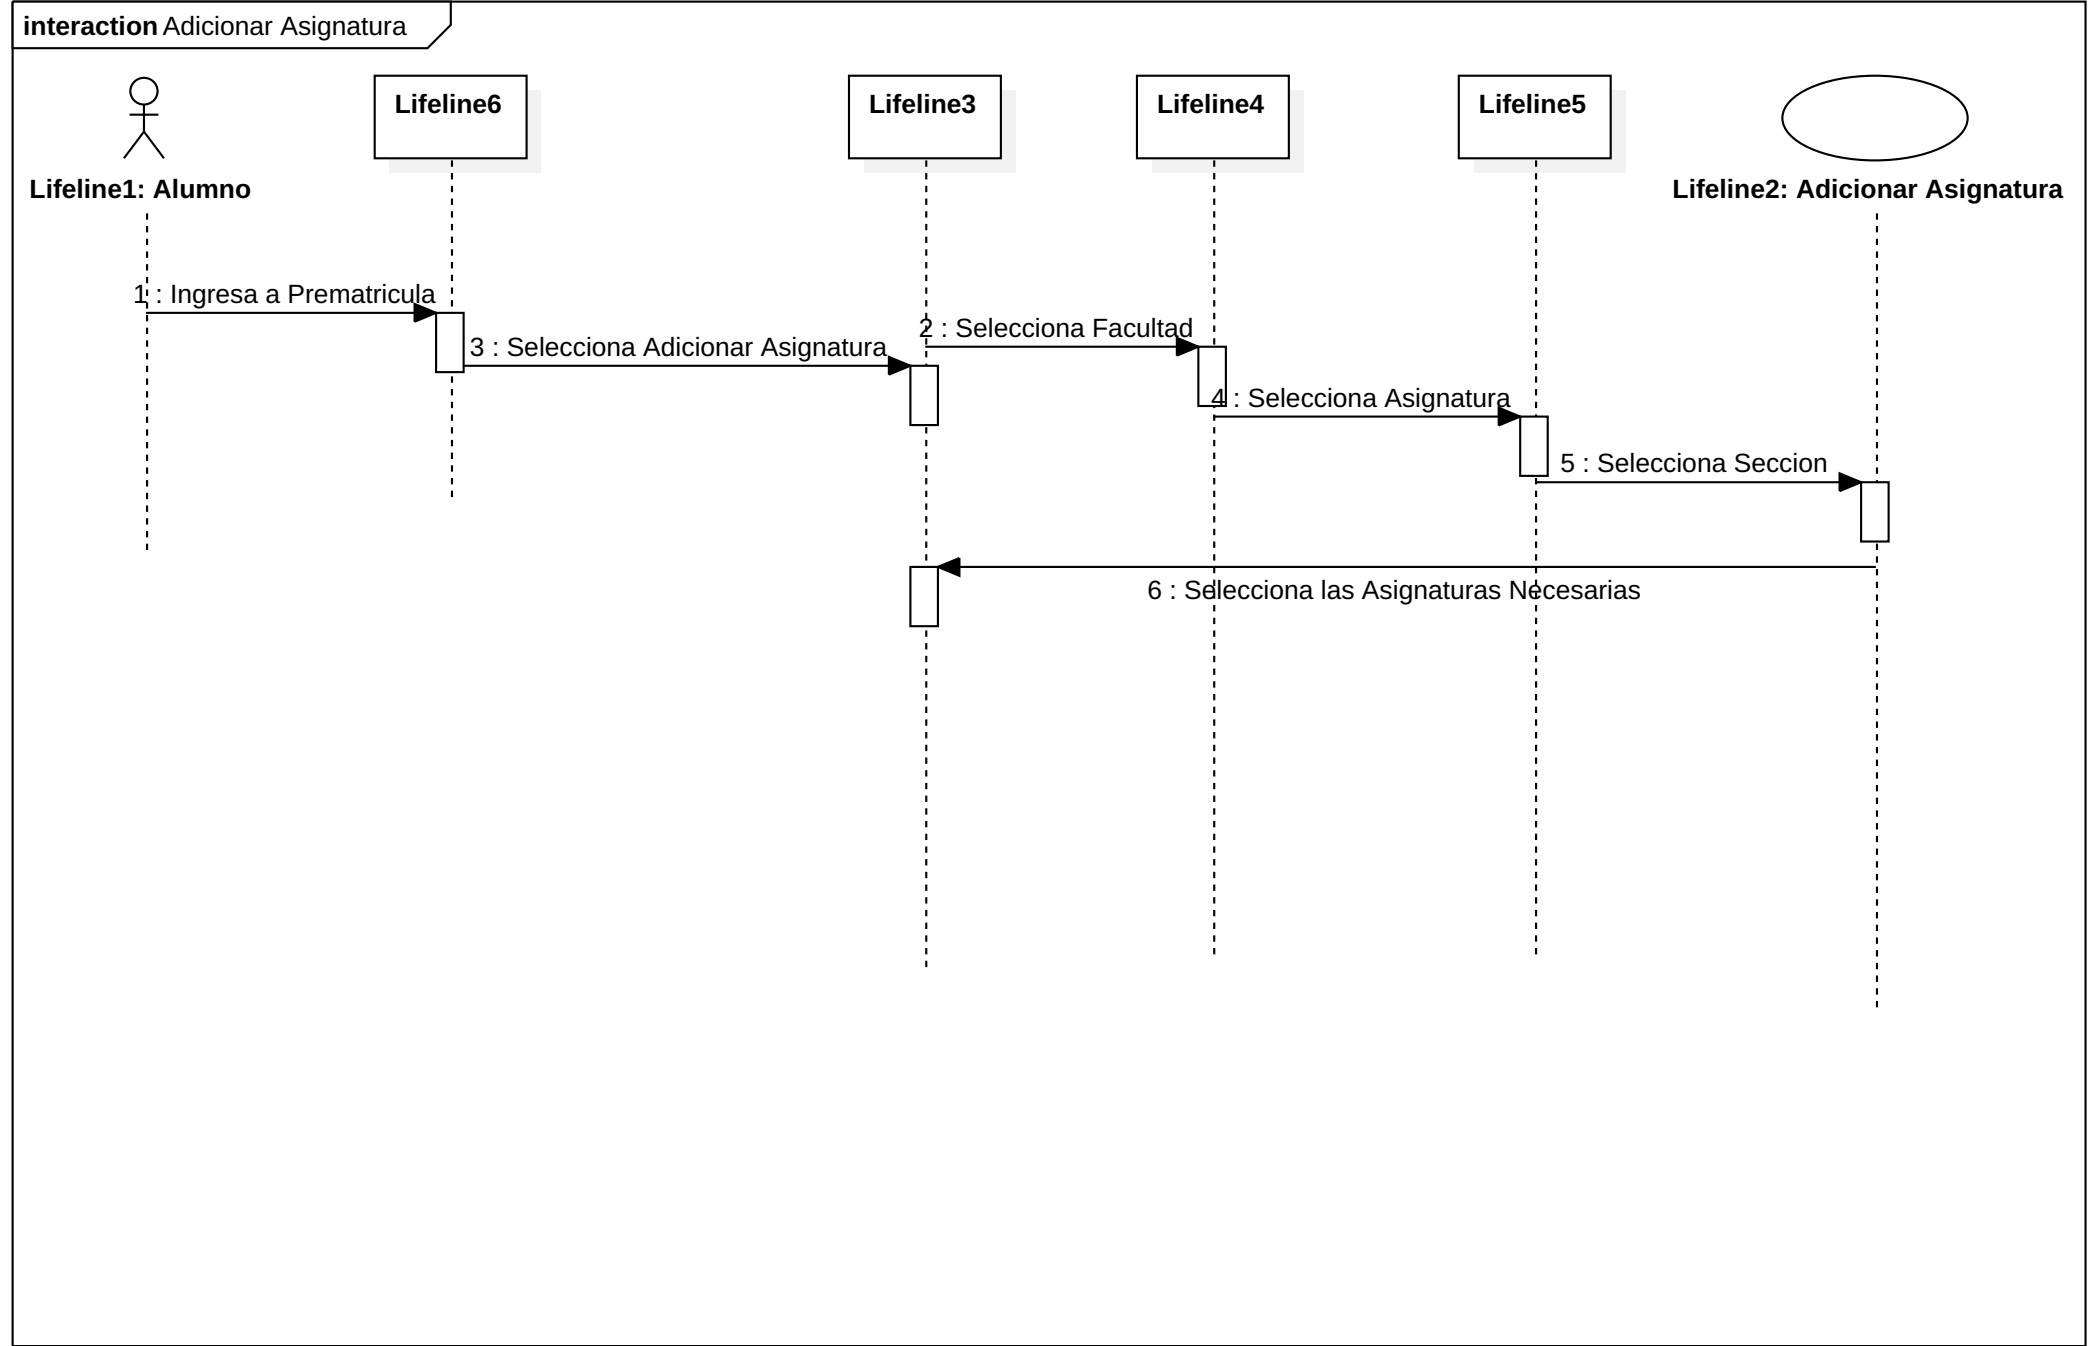 interaction Adicionar Asignatura
Lifeline6
Lifeline3
Lifeline4
Lifeline5
Lifeline1: Alumno
Lifeline2: Adicionar Asignatura
1 : Ingresa a Prematricula
2 : Selecciona Facultad
3 : Selecciona Adicionar Asignatura
4 : Selecciona Asignatura
5 : Selecciona Seccion
6 : Selecciona las Asignaturas Necesarias